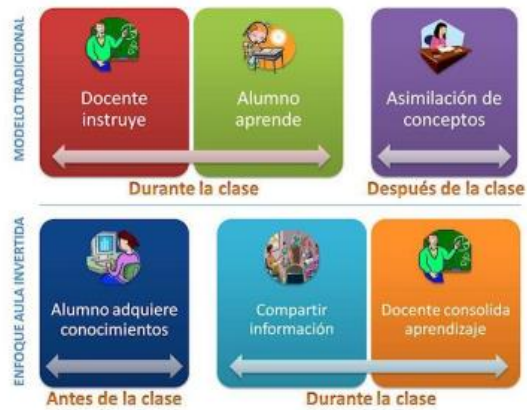 MODELO TRADICIONAL
Docente
instruye
Alumno
aprende
Asimilación de
conceptos
Durante la clase
Después de la clase
ENFOQUE AULA INVERTIDA
Alumno adquiere
conocimientos
Compartir
información
Docente consolida
aprendizaje
Antes de la clase
Durante la clase